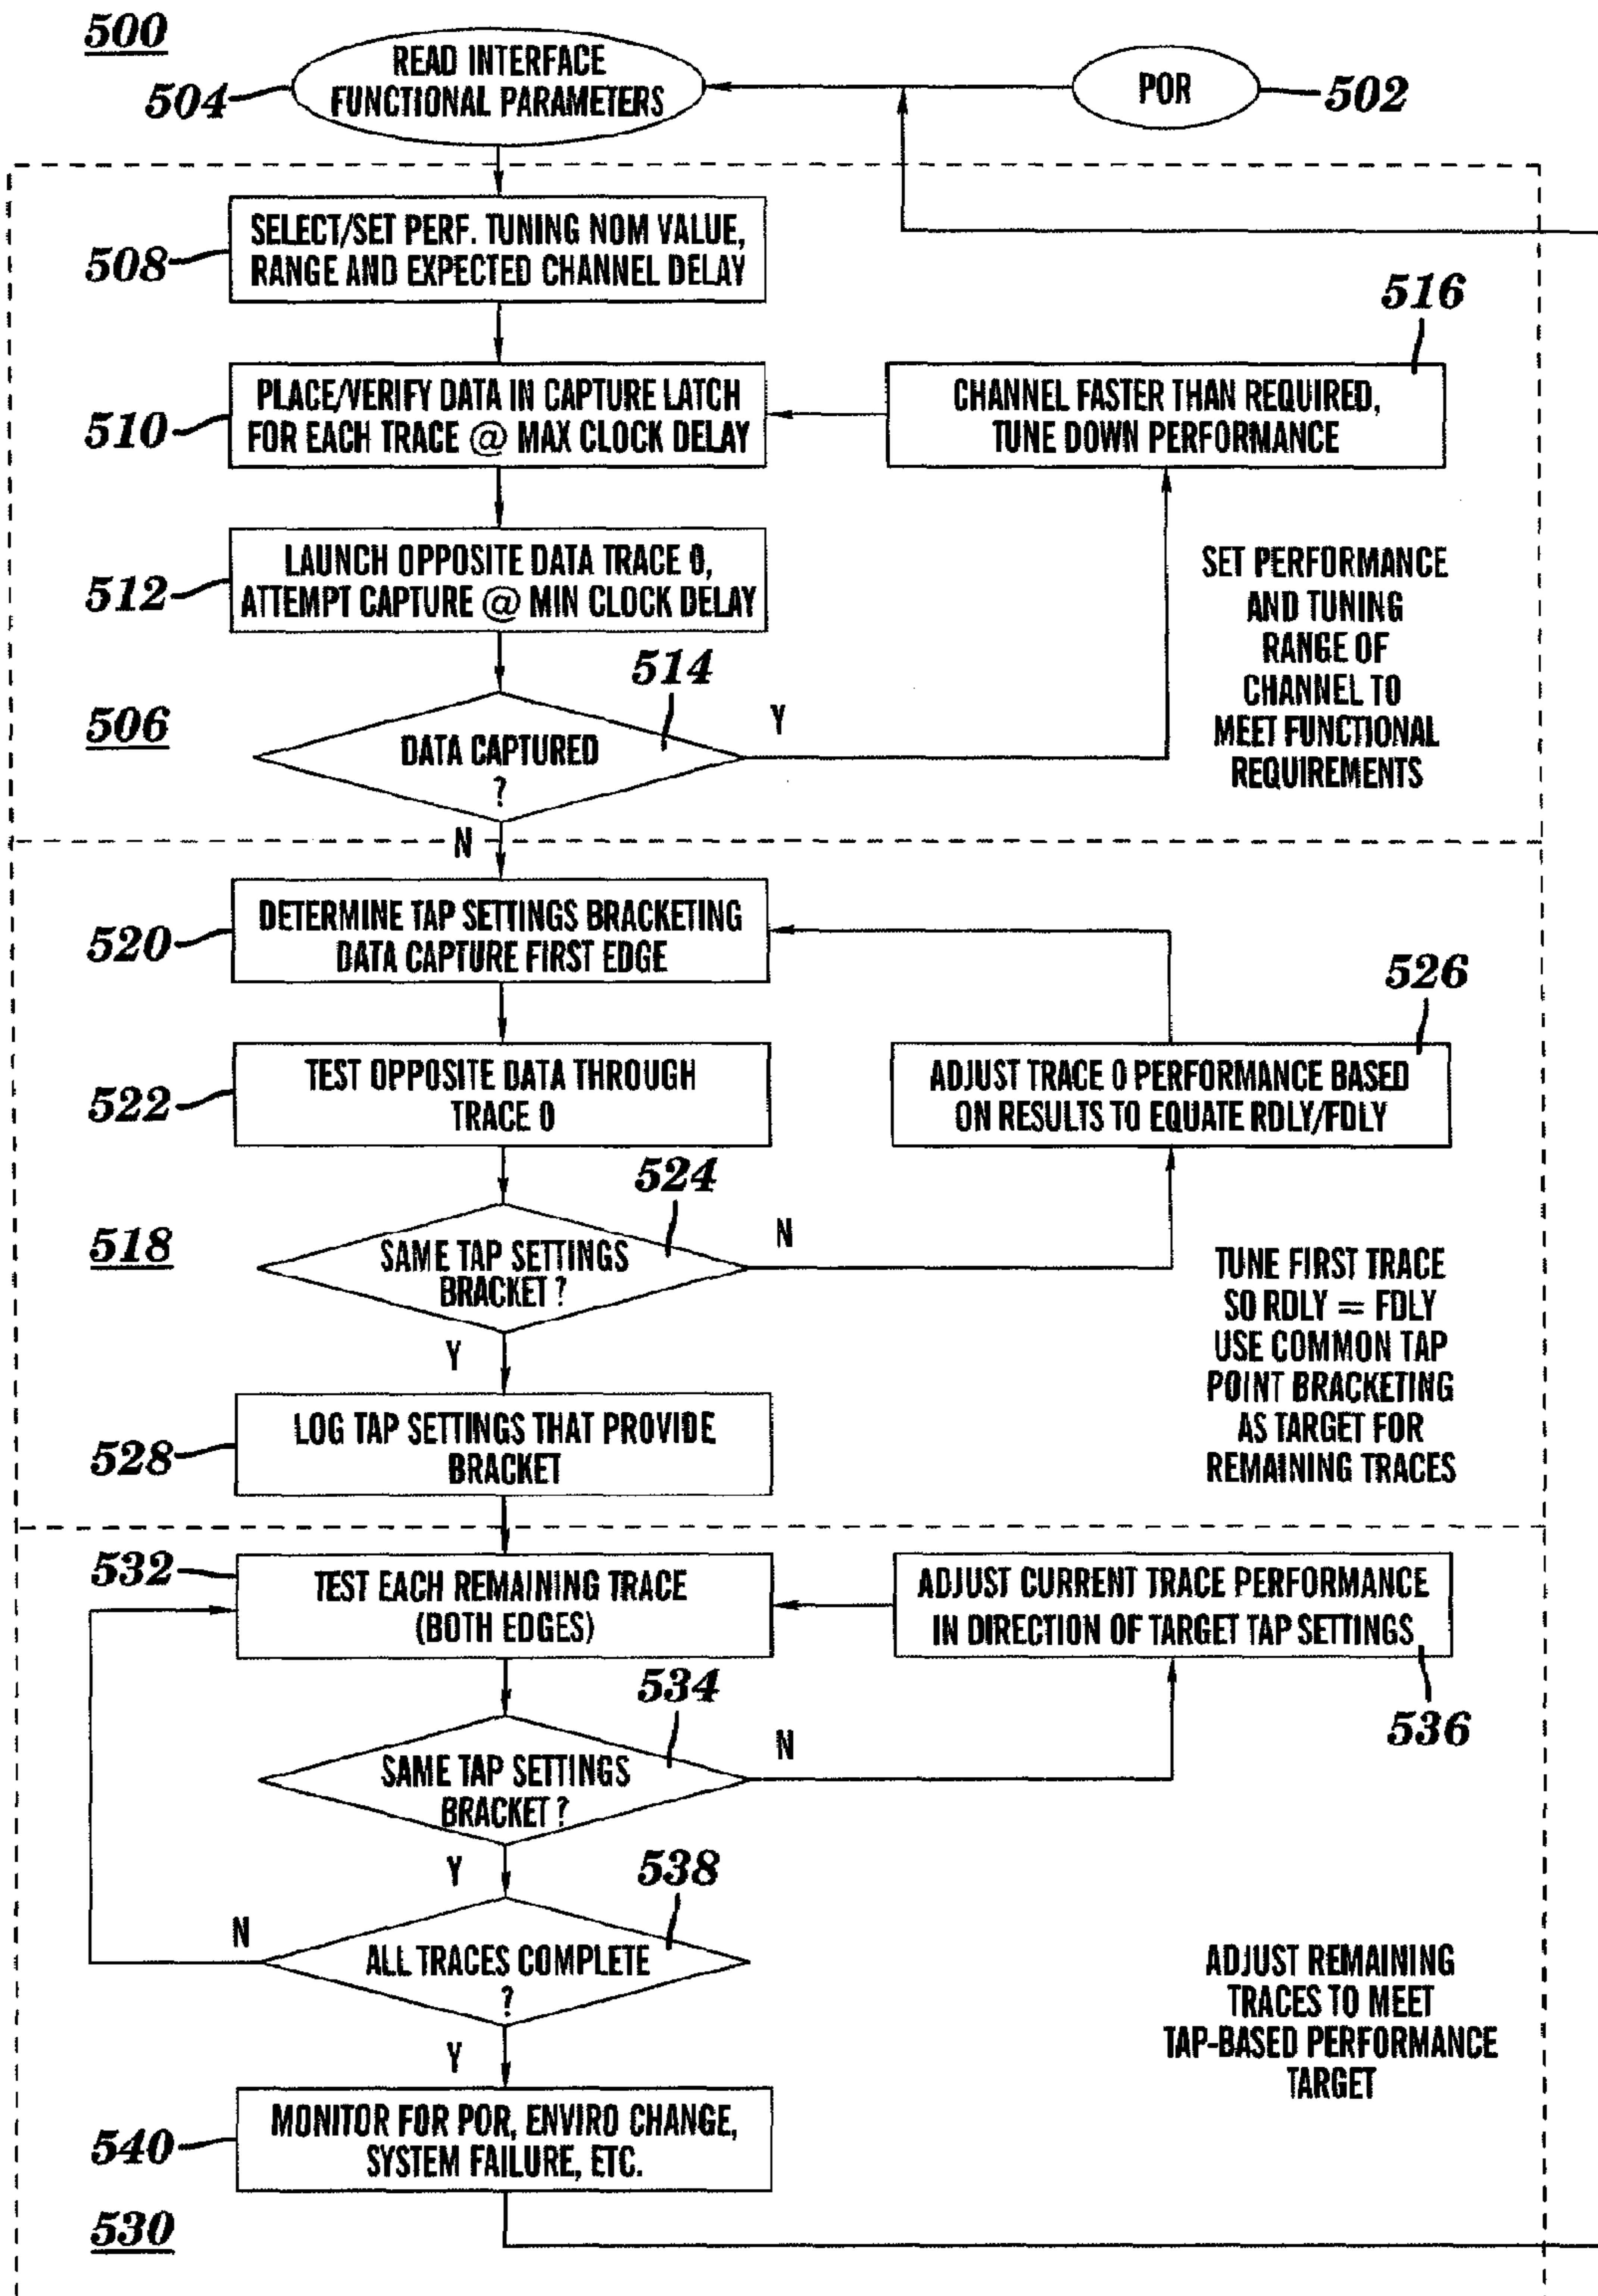 500
504
READ INTERFACE
FUNCTIONAL PARAMETERS
POR
502
508
SELECT/SET PERF. TUNING NOM VALUE,
RANGE AND EXPECTED CHANNEL DELAY
516
510
PLACE/VERIFY DATA IN CAPTURE LATCH
FOR EACH TRACE @ MAX CLOCK DELAY
CHANNEL FASTER THAN REQUIRED,
TUNE DOWN PERFORMANCE
512
LAUNCH OPPOSITE DATA TRACE 0,
ATTEMPT CAPTURE @ MIN CLOCK DELAY
SET PERFORMANCE
AND TUNING
RANGE OF
CHANNEL TO
MEET FUNCTIONAL
REQUIREMENTS
506
514
DATA CAPTURED
?
Y
N
520
DETERMINE TAP SETTINGS BRACKETING
DATA CAPTURE FIRST EDGE
526
522
TEST OPPOSITE DATA THROUGH
TRACE 0
ADJUST TRACE 0 PERFORMANCE BASED
ON RESULTS TO EQUATE RDLY/FDLY
524
518
SAME TAP SETTINGS
BRACKET ?
N
Y
TUNE FIRST TRACE
SO RDLY = FDLY
USE COMMON TAP
POINT BRACKETING
AS TARGET FOR
REMAINING TRACES
528
LOG TAP SETTINGS THAT PROVIDE
BRACKET
532
TEST EACH REMAINING TRACE
(BOTH EDGES)
ADJUST CURRENT TRACE PERFORMANCE
IN DIRECTION OF TARGET TAP SETTINGS
536
534
SAME TAP SETTINGS
BRACKET ?
N
Y
538
N
ALL TRACES COMPLETE
?
Y
ADJUST REMAINING
TRACES TO MEET
TAP-BASED PERFORMANCE
TARGET
540
MONITOR FOR POR, ENVIRO CHANGE,
SYSTEM FAILURE, ETC.
530